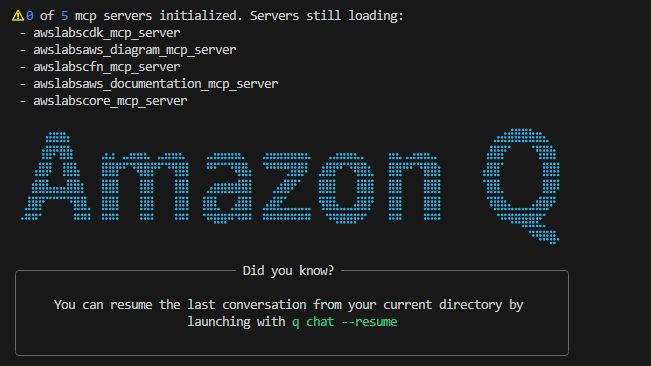 ⚠0 of 5 mcp servers initialized. Servers still loading:
- awslabscdk_mcp_server
- awslabsaws_diagram_mcp_server
- awslabscfn_mcp_server
- awslabsaws_documentation_mcp_server
- awslabscore_mcp_server
Amazon Q
Did you know?
You can resume the last conversation from your current directory by
launching with q chat --resume